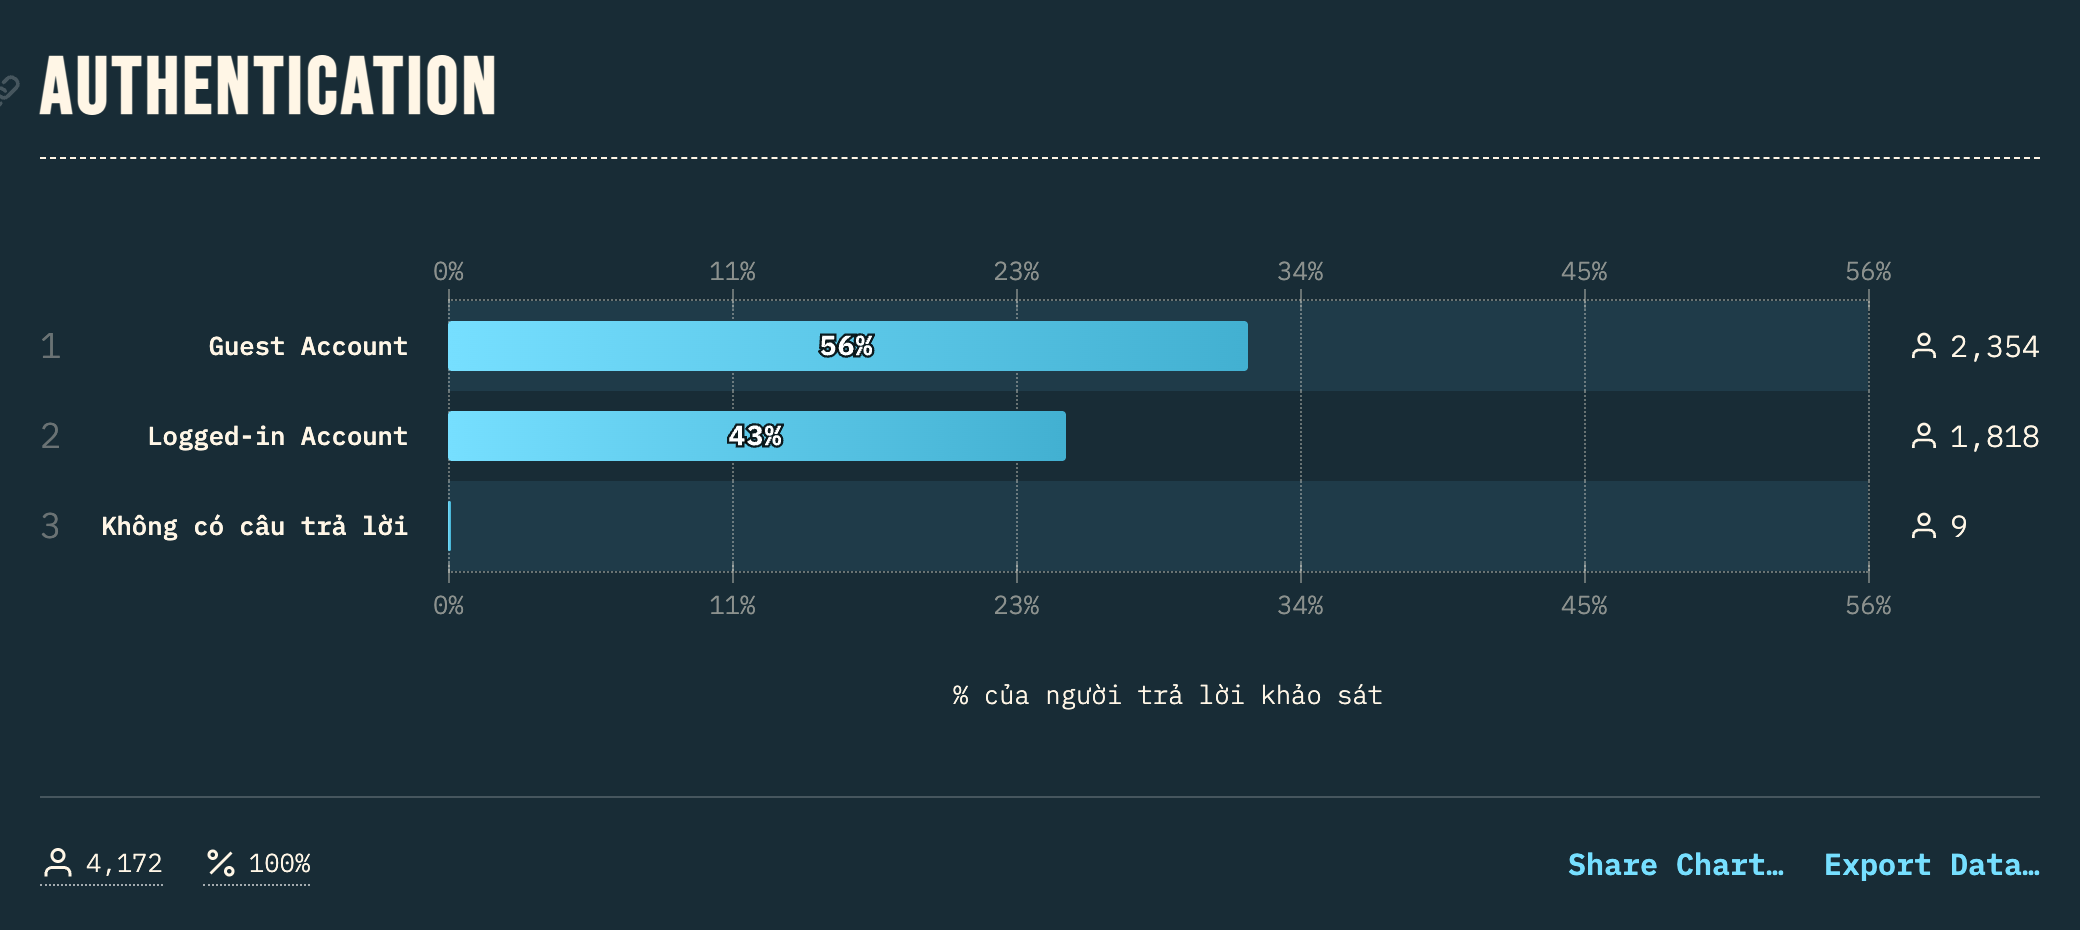 AUTHENTICATION
0% 11% 23% 34% 45% 56%
1 Guest Account 56% 2,354
2 Logged-in Account 43% 1,818
3 Không có câu trả lời 9
0% 11% 23% 34% 45% 56%
% của người trả lời khảo sát
4,172 % 100% Share Chart… Export Data…